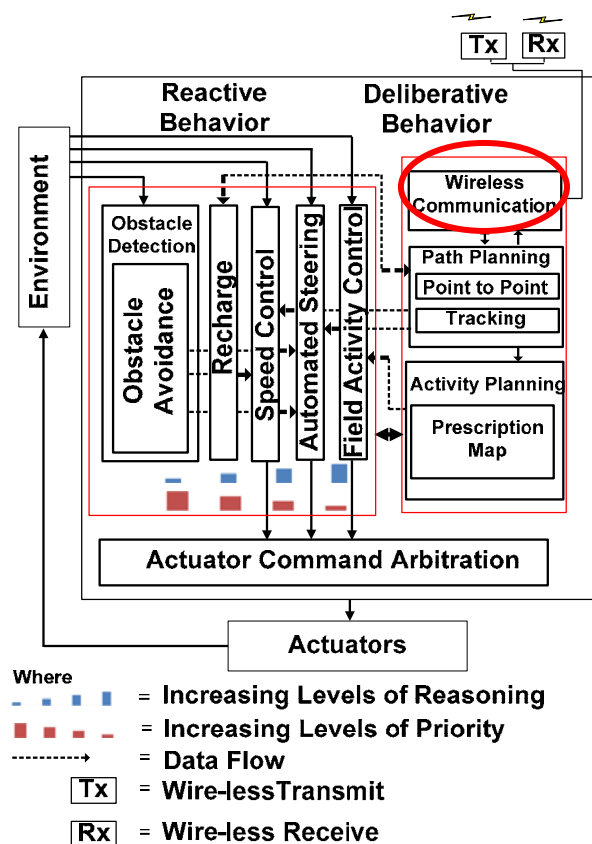 Tx
Rx
Reactive
Behavior
Deliberative
Behavior
Environment
Wireless
Communication
Obstacle
Detection
Obstacle
Avoidance
Recharge
Speed Control
Automated Steering
Field Activity Control
Path Planning
Point to Point
Tracking
Activity Planning
Prescription
Map
Actuator Command Arbitration
Actuators
Where
= Increasing Levels of Reasoning
= Increasing Levels of Priority
= Data Flow
Tx = Wire-lessTransmit
Rx = Wire-less Receive